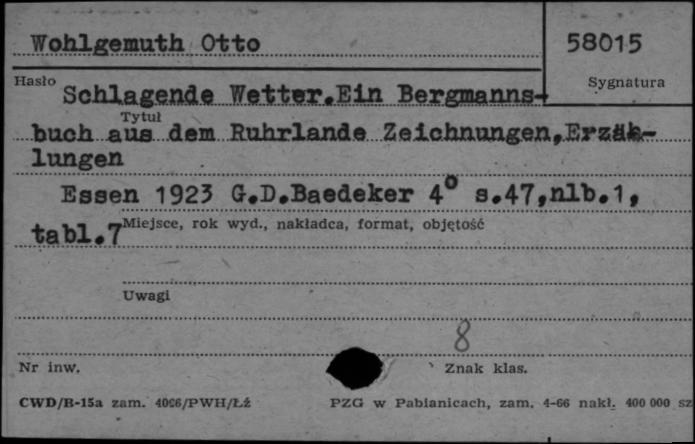 Wohlgemuth Otto
58015
Hasło
Sygnatura
Schlagende Wetter.Ein Bergmanns-
Tytuł
buch aus dem Ruhrlande Zeichnungen,Erzäh-
lungen
Essen 1923 G.D.Baedeker 4° s.47,nlb.1,
tabl.7
Miejsce, rok wyd., nakładca, format, objętość
Uwagi
8
Nr inw.
Znak klas.
CWD/B-15a zam. 4096/PWH/Łź
PZG w Pabianicach, zam. 4-66 nakł. 400 000 sz